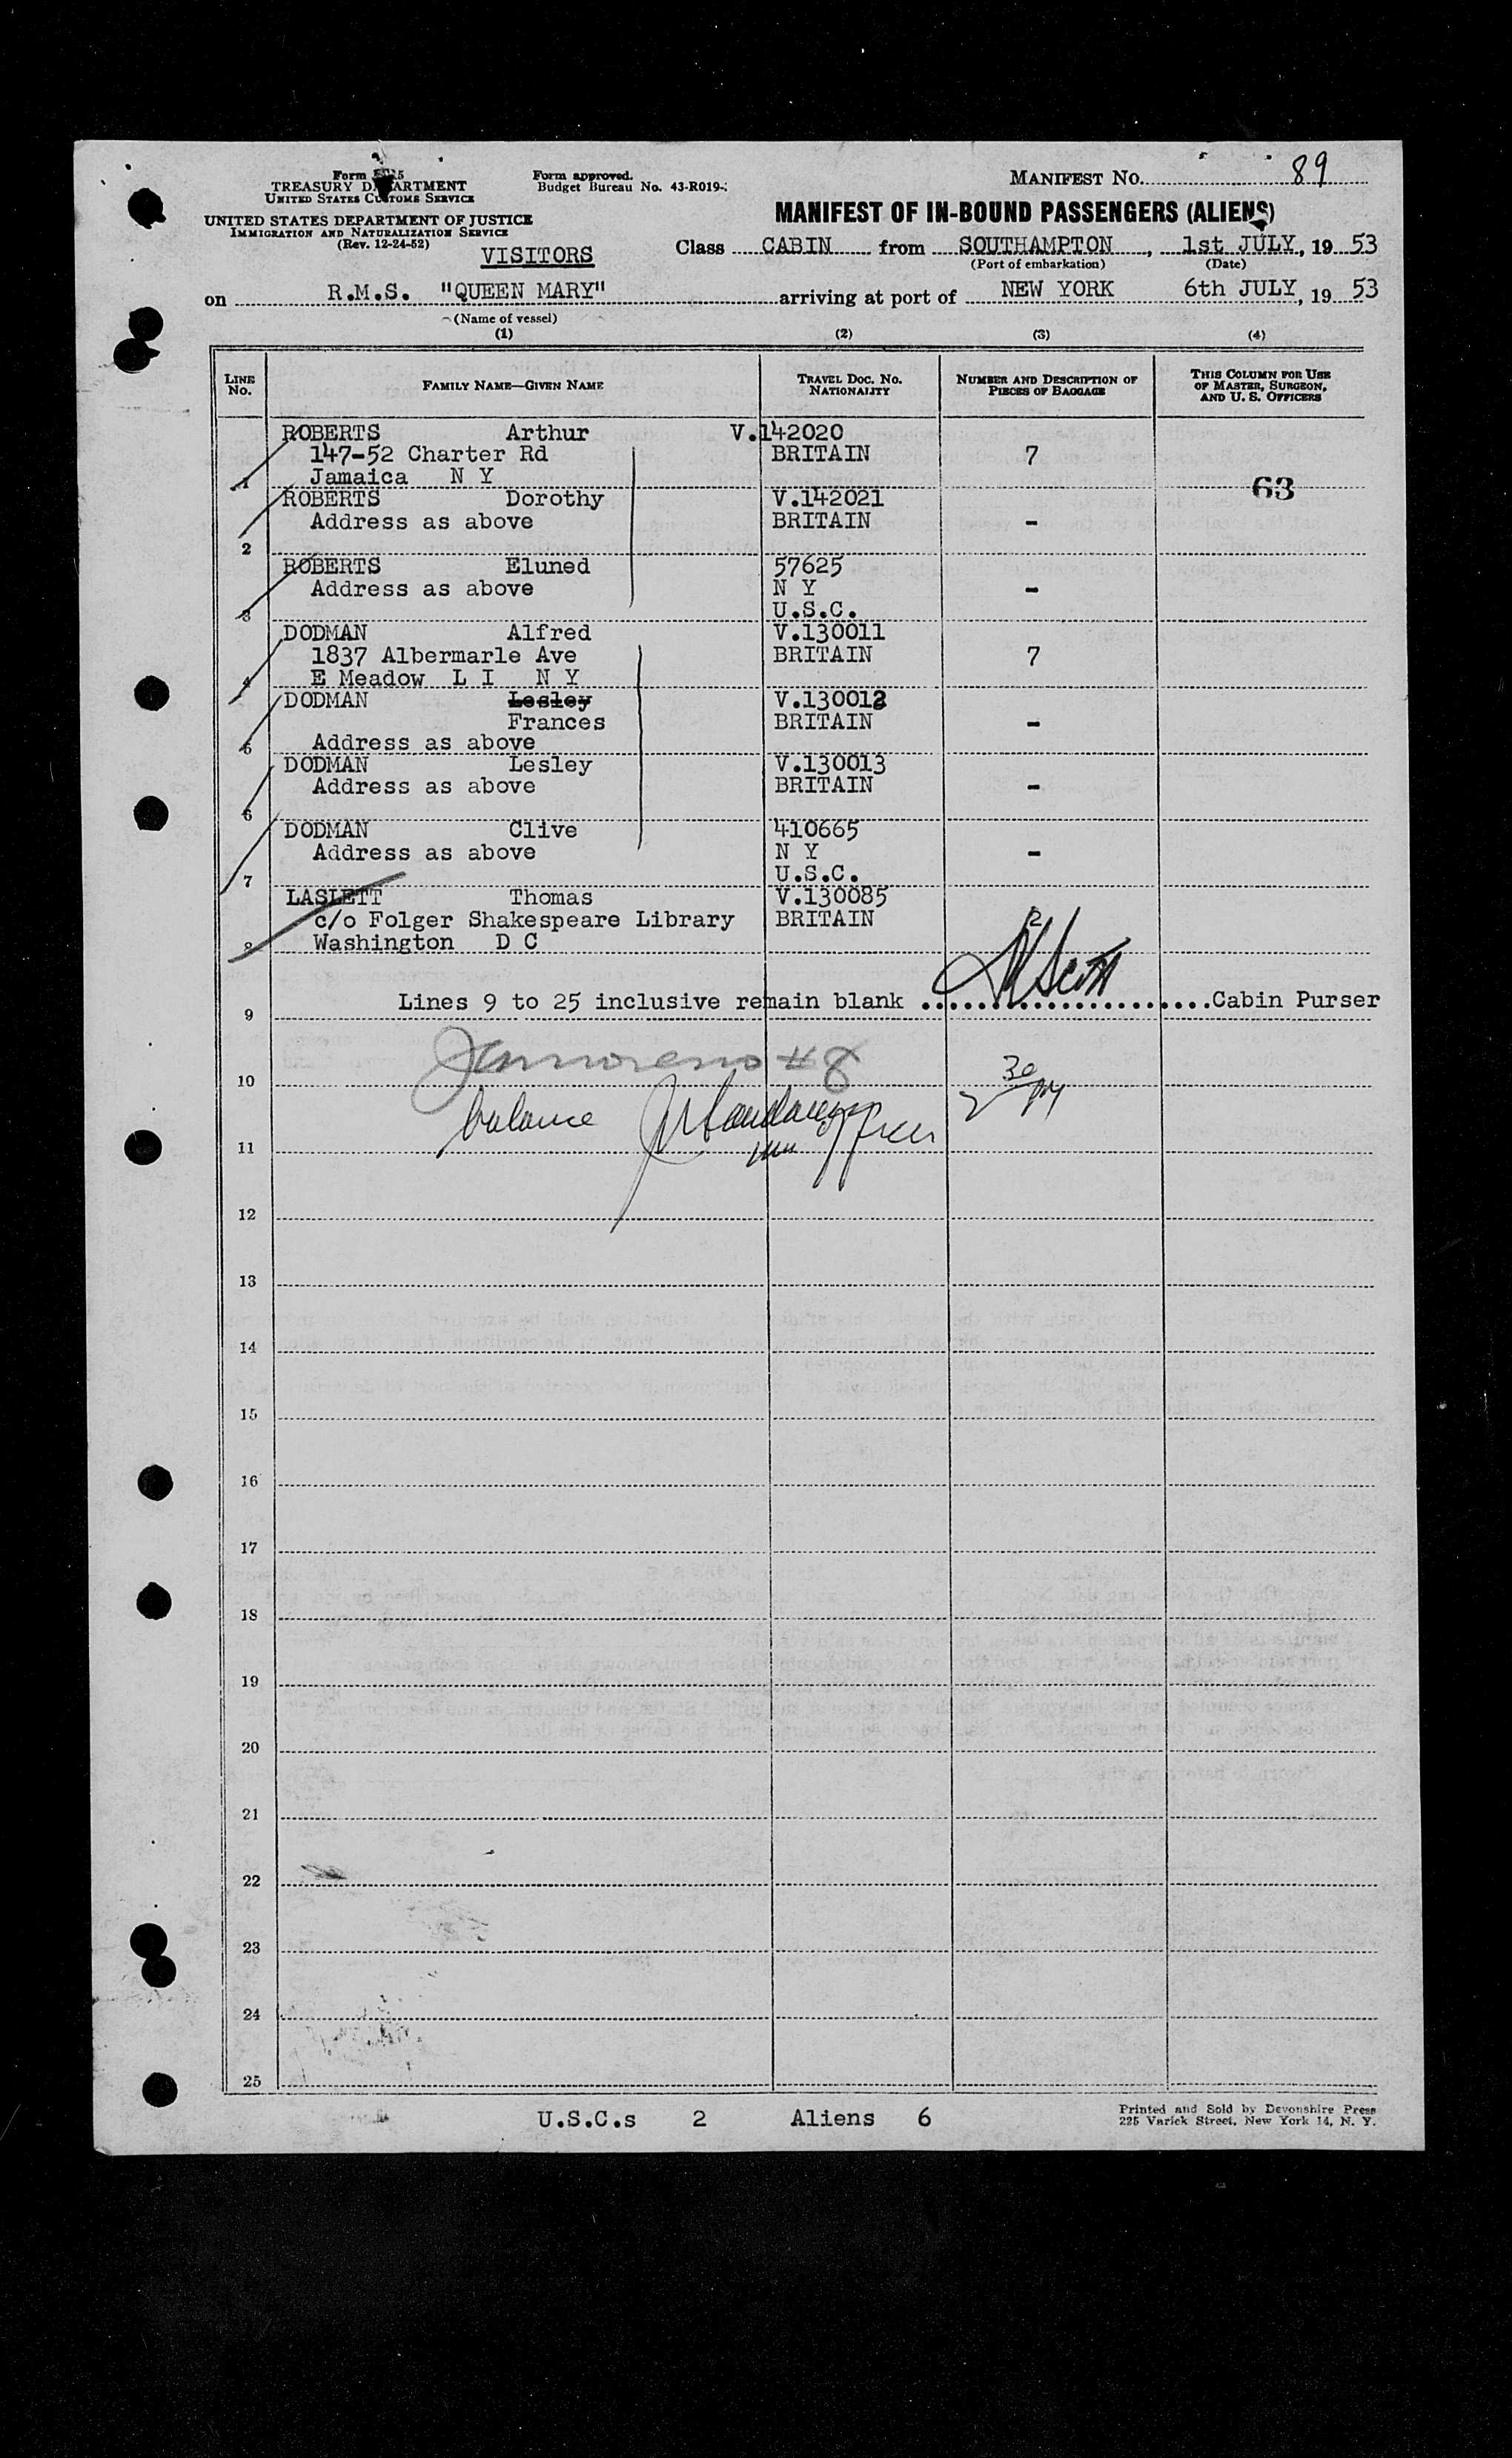 Form
TREASURY DEPARTMENT
UNITED STATES CUSTOMS SERVICE
UNITED STATES DEPARTMENT OF JUSTICE
IMMIGRATION AND NATURALIZATION SERVICE
(Rev. 12-24-52)
Form approved.
Budget Bureau No. 43-R019-
MANIFEST NO. 89
MANIFEST OF IN-BOUND PASSENGERS (ALIENS)
VISITORS
Class CABIN from SOUTHAMPTON, 1st JULY, 19 53
(Port of embarkation) (Date)
on R.M.S. "QUEEN MARY" arriving at port of NEW YORK 6th JULY, 19 53
(Name of vessel)
(1) (2) (3) (4)
LINE NO. FAMILY NAME—GIVEN NAME TRAVEL DOC. NO. NATIONALITY NUMBER AND DESCRIPTION OF PIECES OF BAGGAGE THIS COLUMN FOR USE OF MASTER, SURGEON, AND U. S. OFFICERS
ROBERTS Arthur V.142020
147-52 Charter Rd BRITAIN 7
1 Jamaica N Y
63
ROBERTS Dorothy V.142021
Address as above BRITAIN -
2
ROBERTS Eluned 57625
Address as above N Y -
3 U.S.C.
DODMAN Alfred V.130011
1837 Albermarle Ave BRITAIN 7
4 E Meadow L I N Y
DODMAN Lesley V.130012
Frances BRITAIN -
5 Address as above
DODMAN Lesley V.130013
Address as above BRITAIN -
6
DODMAN Clive 410665
Address as above N Y -
7 U.S.C.
LASLETT Thomas V.130085
c/o Folger Shakespeare Library BRITAIN 2
8 Washington D C
Lines 9 to 25 inclusive remain blank Scott Cabin Purser
9
#8
10
30
2
balance
11
12
13
14
15
16
17
18
19
20
21
22
23
24
25
U.S.C.s 2 Aliens 6
Printed and Sold by Devonshire Press
225 Varick Street, New York 14, N. Y.